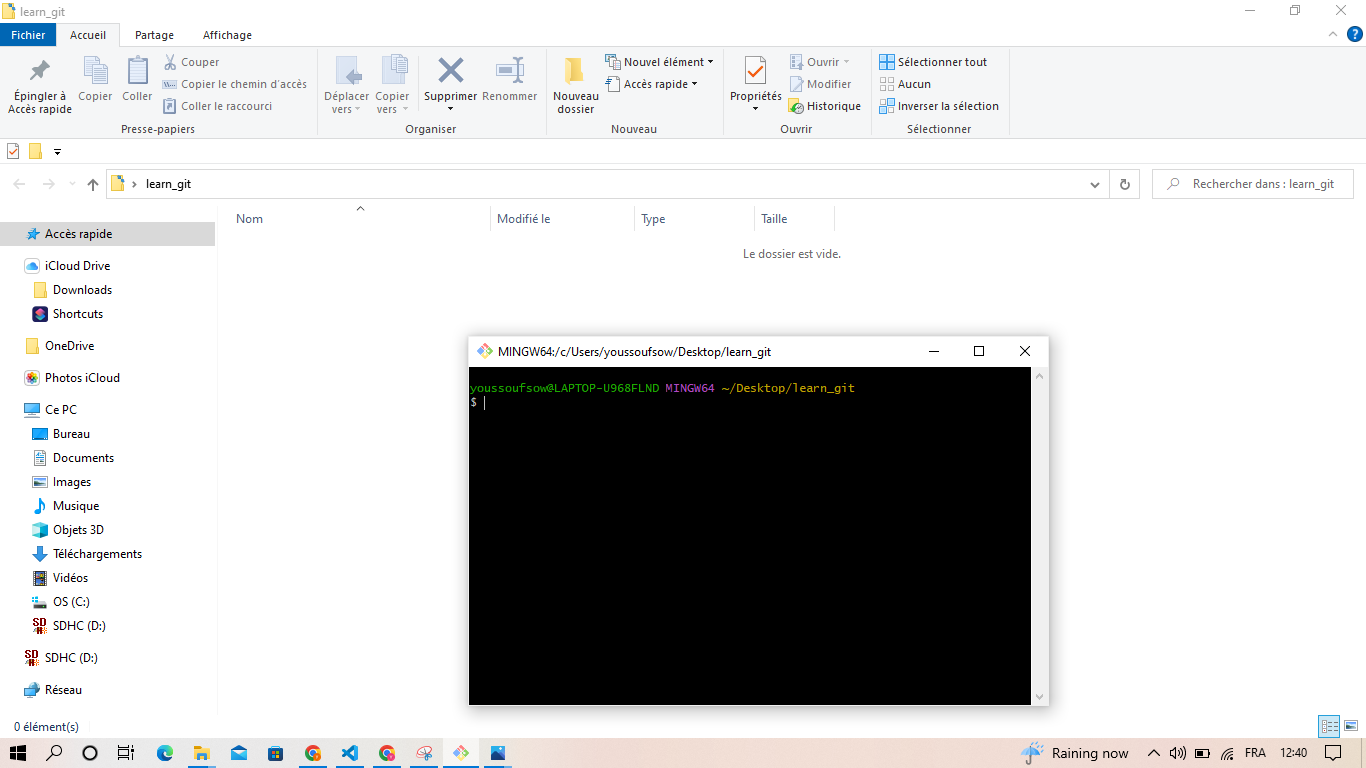 learn_git
Fichier Accueil Partage Affichage
Épingler à Accès rapide
Copier
Coller
Couper
Copier le chemin d'accès
Coller le raccourci
Presse-papiers
Déplacer vers
Copier vers
Supprimer
Renommer
Organiser
Nouveau dossier
Nouvel élément
Accès rapide
Nouveau
Propriétés
Ouvrir
Modifier
Historique
Ouvrir
Sélectionner tout
Aucun
Inverser la sélection
Sélectionner
learn_git
Rechercher dans : learn_git
Nom Modifié le Type Taille
Le dossier est vide.
Accès rapide
iCloud Drive
Downloads
Shortcuts
OneDrive
Photos iCloud
Ce PC
Bureau
Documents
Images
Musique
Objets 3D
Téléchargements
Vidéos
OS (C:)
SDHC (D:)
SDHC (D:)
Réseau
0 élément(s)
MINGW64:/c/Users/youssoufsow/Desktop/learn_git
youssoufsow@LAPTOP-U968FLND MINGW64 ~/Desktop/learn_git
$
Raining now FRA 12:40